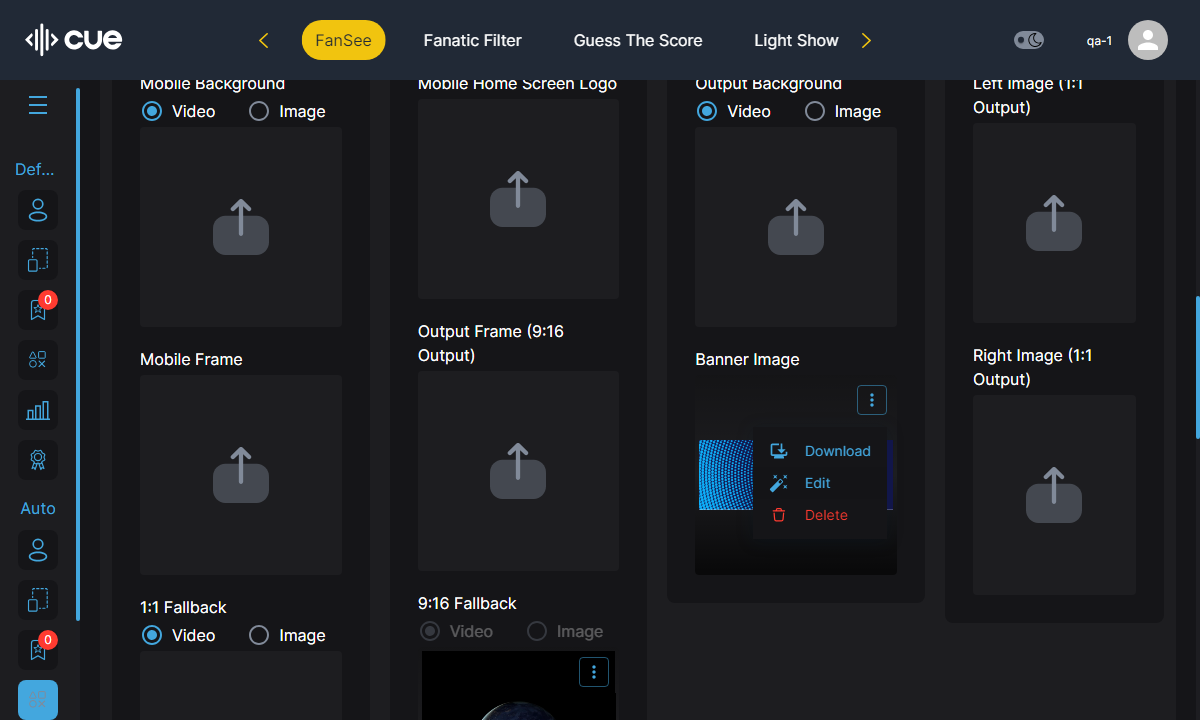 cue
FanSee
Fanatic Filter
Guess The Score
Light Show
qa-1
Def...
0
Auto
0
Mobile Background
Video
Image
Mobile Frame
1:1 Fallback
Video
Image
Mobile Home Screen Logo
Output Frame (9:16
Output)
9:16 Fallback
Video
Image
Output Background
Video
Image
Banner Image
Download
Edit
Delete
Left Image (1:1
Output)
Right Image (1:1
Output)